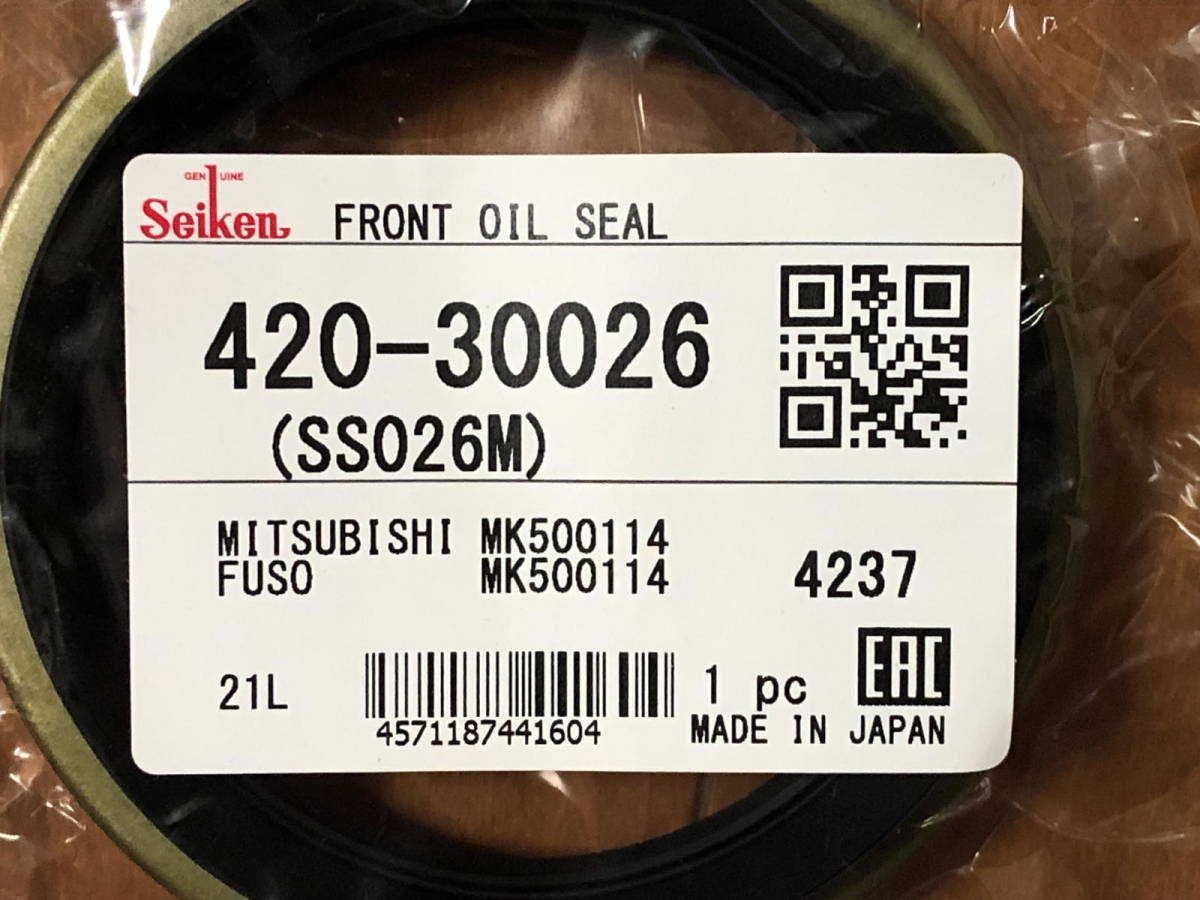 GENUINE
Seiken FRONT OIL SEAL
420-30026
(SS026M)
MITSUBISHI MK500114
FUSO MK500114
4237
EAC
21L
1 pc
4571187441604
MADE IN JAPAN